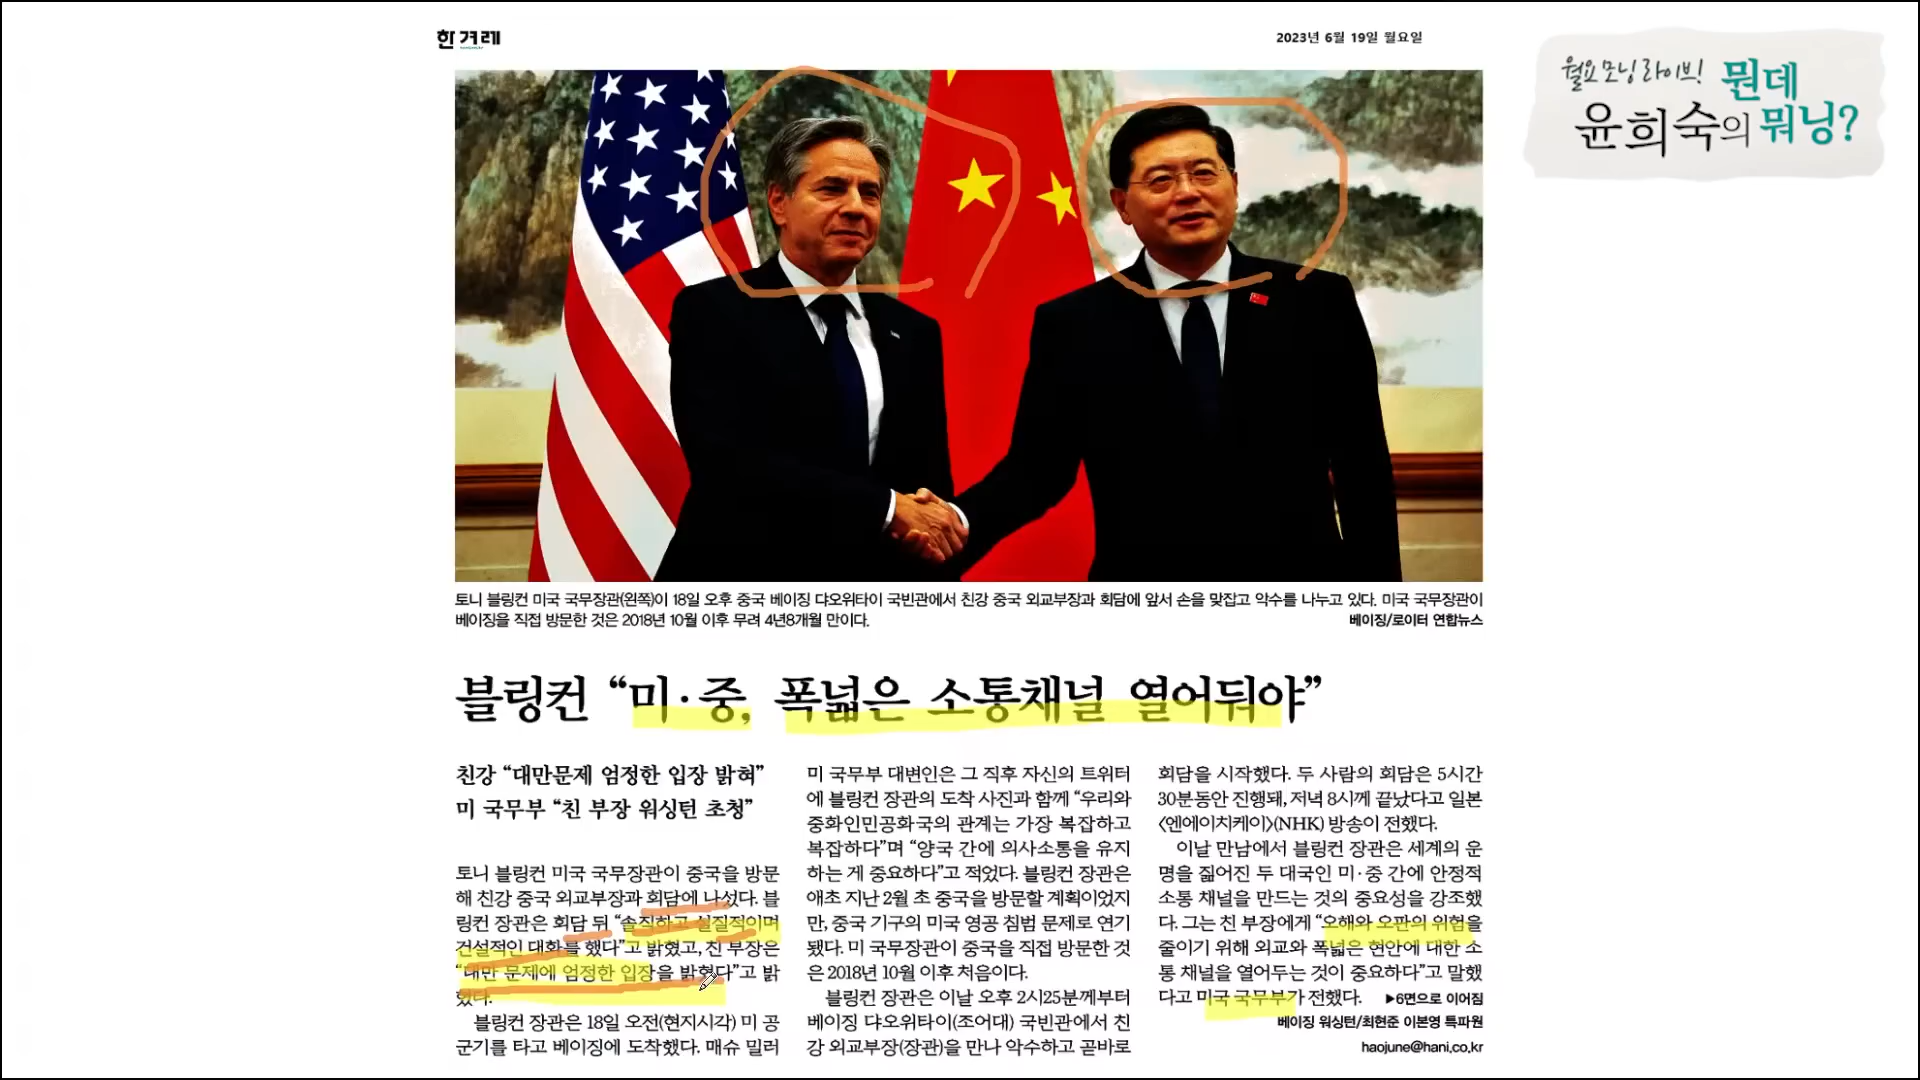 한겨레
2023년 6월 19일 월요일
월요 모닝 라이브! 뭔데
윤희숙의 뭐닝?
토니 블링컨 미국 국무장관(왼쪽)이 18일 오후 중국 베이징 댜오위타이 국빈관에서 친강 중국 외교부장과 회담에 앞서 손을 맞잡고 악수를 나누고 있다. 미국 국무장관이
베이징을 직접 방문한 것은 2018년 10월 이후 무려 4년8개월 만이다.
베이징/로이터 연합뉴스
블링컨 “미·중, 폭넓은 소통채널 열어둬야”
친강 “대만문제 엄정한 입장 밝혀”
미 국무부 “친 부장 워싱턴 초청”
토니 블링컨 미국 국무장관이 중국을 방문
해 친강 중국 외교부장과 회담에 나섰다. 블
링컨 장관은 회담 뒤 “솔직하고 실질적이며
건설적인 대화를 했다”고 밝혔고, 친 부장은
“대만 문제에 엄정한 입장을 밝혔다”고 밝
혔다.
블링컨 장관은 18일 오전(현지시각) 미 공
군기를 타고 베이징에 도착했다. 매슈 밀러
미 국무부 대변인은 그 직후 자신의 트위터
에 블링컨 장관의 도착 사진과 함께 “우리와
중화인민공화국의 관계는 가장 복잡하고
복잡하다”며 “양국 간에 의사소통을 유지
하는 게 중요하다”고 적었다. 블링컨 장관은
애초 지난 2월 초 중국을 방문할 계획이었지
만, 중국 기구의 미국 영공 침범 문제로 연기
됐다. 미 국무장관이 중국을 직접 방문한 것
은 2018년 10월 이후 처음이다.
블링컨 장관은 이날 오후 2시25분께부터
베이징 댜오위타이(조어대) 국빈관에서 친
강 외교부장(장관)을 만나 악수하고 곧바로
회담을 시작했다. 두 사람의 회담은 5시간
30분동안 진행돼, 저녁 8시께 끝났다고 일본
<엔에이치케이>(NHK) 방송이 전했다.
이날 만남에서 블링컨 장관은 세계의 운
명을 짊어진 두 대국인 미·중 간에 안정적
소통 채널을 만드는 것의 중요성을 강조했
다. 그는 친 부장에게 “오해와 오판의 위험을
줄이기 위해 외교와 폭넓은 현안에 대한 소
통 채널을 열어두는 것이 중요하다”고 말했
다고 미국 국무부가 전했다. ▶6면으로 이어짐
베이징 워싱턴/최현준 이본영 특파원
haojune@hani.co.kr